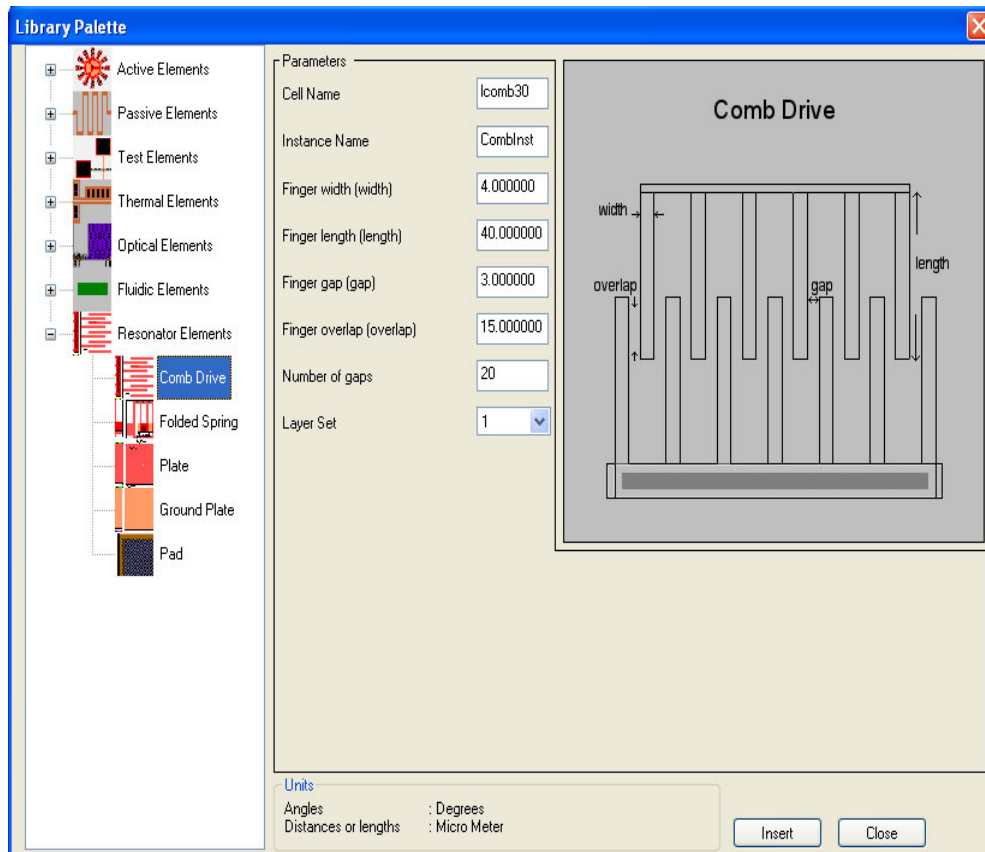 Library Palette
Active Elements
Passive Elements
Test Elements
Thermal Elements
Optical Elements
Fluidic Elements
Resonator Elements
Comb Drive
Folded Spring
Plate
Ground Plate
Pad
Parameters
Cell Name lcomb30
Instance Name CombInst
Finger width (width) 4.000000
Finger length (length) 40.000000
Finger gap (gap) 3.000000
Finger overlap (overlap) 15.000000
Number of gaps 20
Layer Set 1
Comb Drive
width
length
overlap
gap
Units
Angles : Degrees
Distances or lengths : Micro Meter
Insert
Close